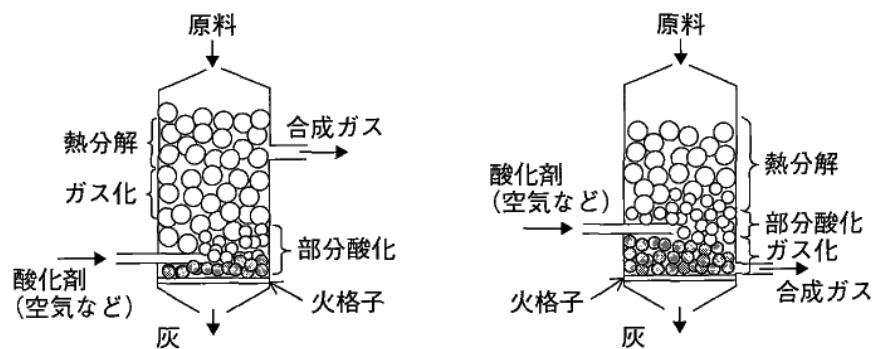 原料
熱分解
ガス化
合成ガス
部分酸化
酸化剤
(空気など)
火格子
灰
原料
熱分解
酸化剤
(空気など)
部分酸化
ガス化
合成ガス
火格子
灰